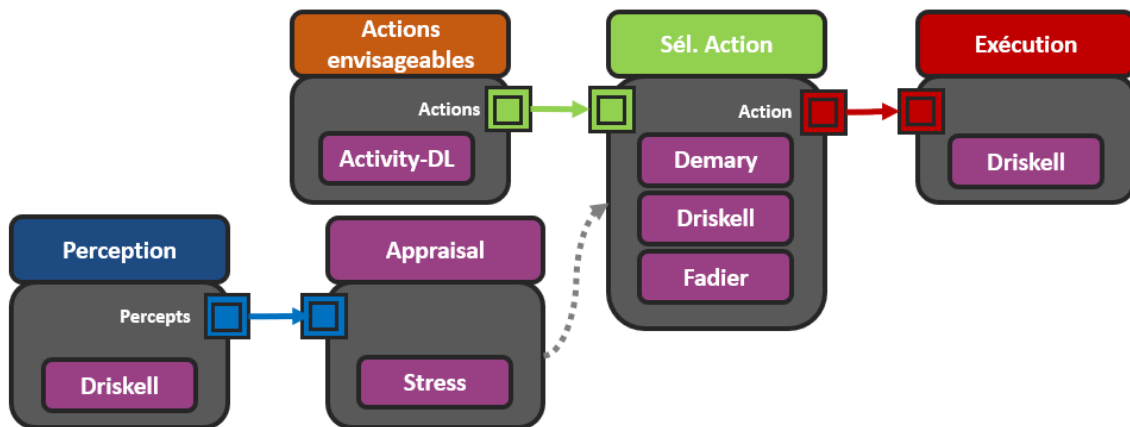 Actions
envisageables
Sél. Action
Exécution
Actions
Action
Activity-DL
Demary
Driskell
Driskell
Fadier
Perception
Appraisal
Percepts
Driskell
Stress